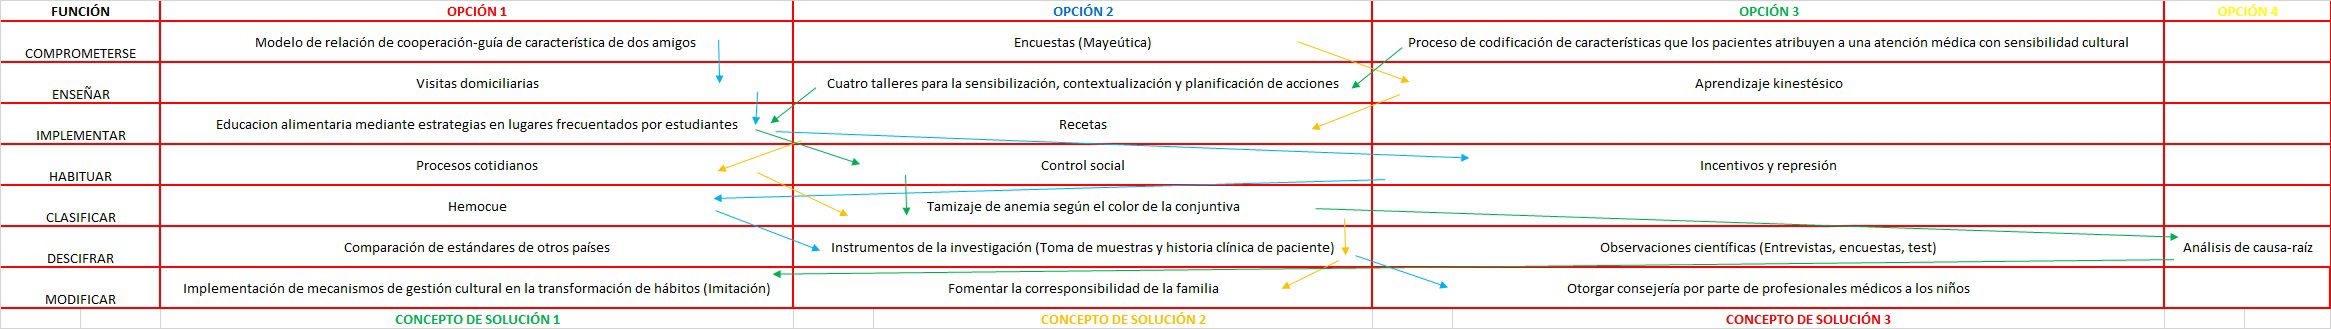 FUNCIÓN OPCIÓN 1 OPCIÓN 2 OPCIÓN 3 OPCIÓN 4
COMPROMETERSE Modelo de relación de cooperación-guía de característica de dos amigos Encuestas (Mayeútica) Proceso de codificación de características que los pacientes atribuyen a una atención médica con sensibilidad cultural
ENSEÑAR Visitas domiciliarias Cuatro talleres para la sensibilización, contextualización y planificación de acciones Aprendizaje kinestésico
IMPLEMENTAR Educacion alimentaria mediante estrategias en lugares frecuentados por estudiantes Recetas
HABITUAR Procesos cotidianos Control social Incentivos y represión
CLASIFICAR Hemocue Tamizaje de anemia según el color de la conjuntiva
DESCIFRAR Comparación de estándares de otros países Instrumentos de la investigación (Toma de muestras y historia clínica de paciente) Observaciones científicas (Entrevistas, encuestas, test) Análisis de causa-raíz
MODIFICAR Implementación de mecanismos de gestión cultural en la transformación de hábitos (Imitación) Fomentar la corresponsibilidad de la familia Otorgar consejería por parte de profesionales médicos a los niños
CONCEPTO DE SOLUCIÓN 1 CONCEPTO DE SOLUCIÓN 2 CONCEPTO DE SOLUCIÓN 3